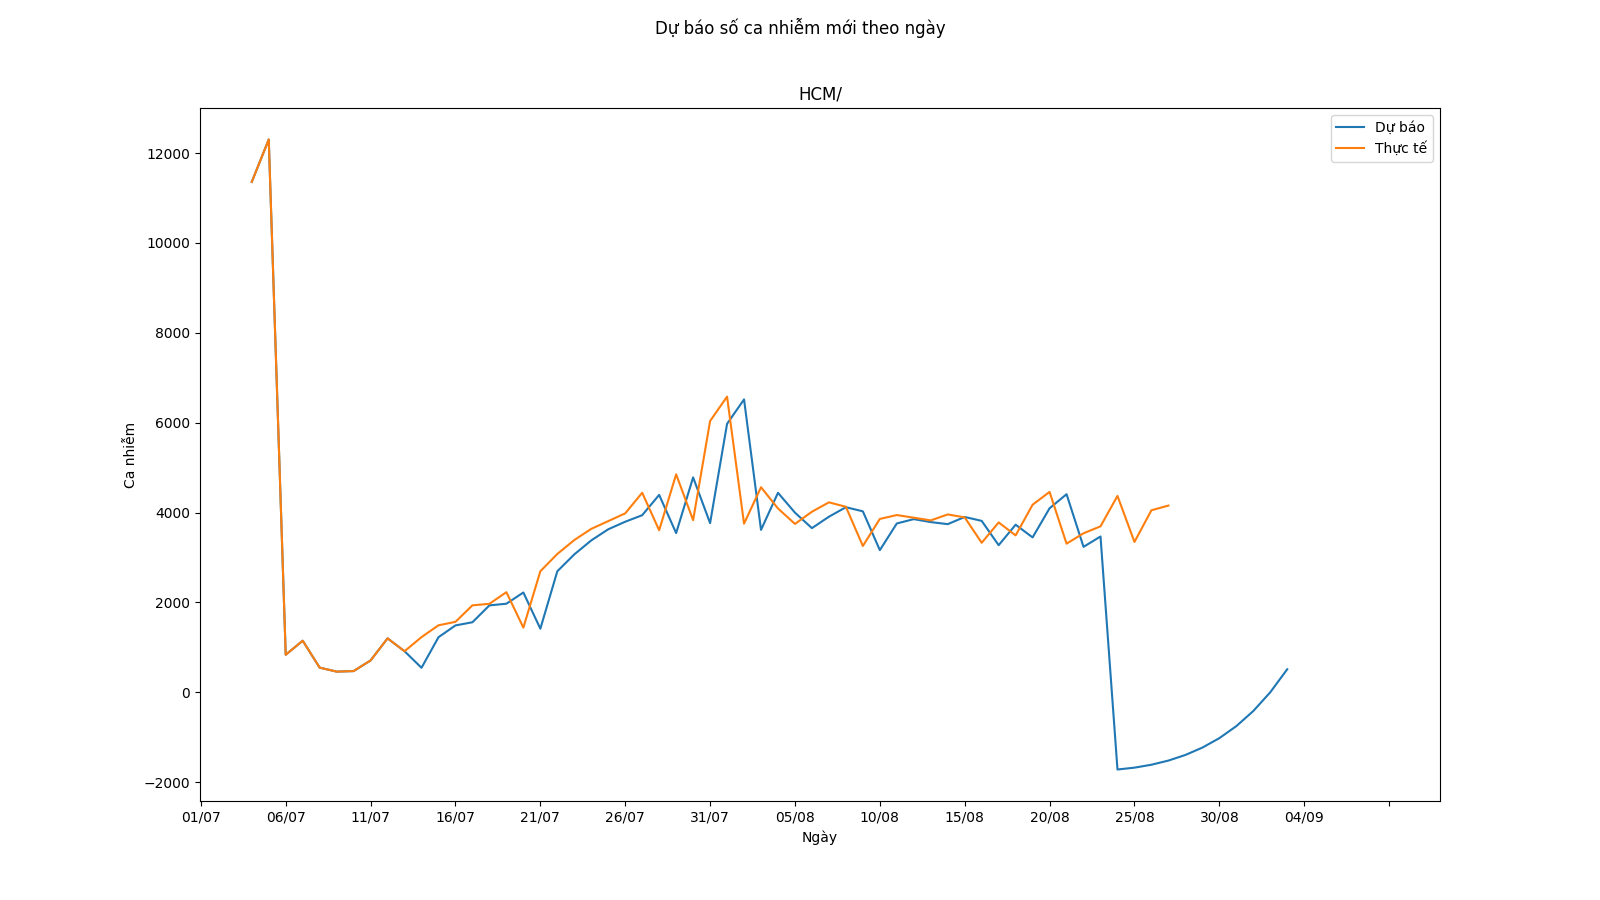 Dự báo số ca nhiễm mới theo ngày
HCM/
Dự báo
Thực tế
12000
10000
8000
6000
4000
2000
0
−2000
Ca nhiễm
01/07 06/07 11/07 16/07 21/07 26/07 31/07 05/08 10/08 15/08 20/08 25/08 30/08 04/09
Ngày